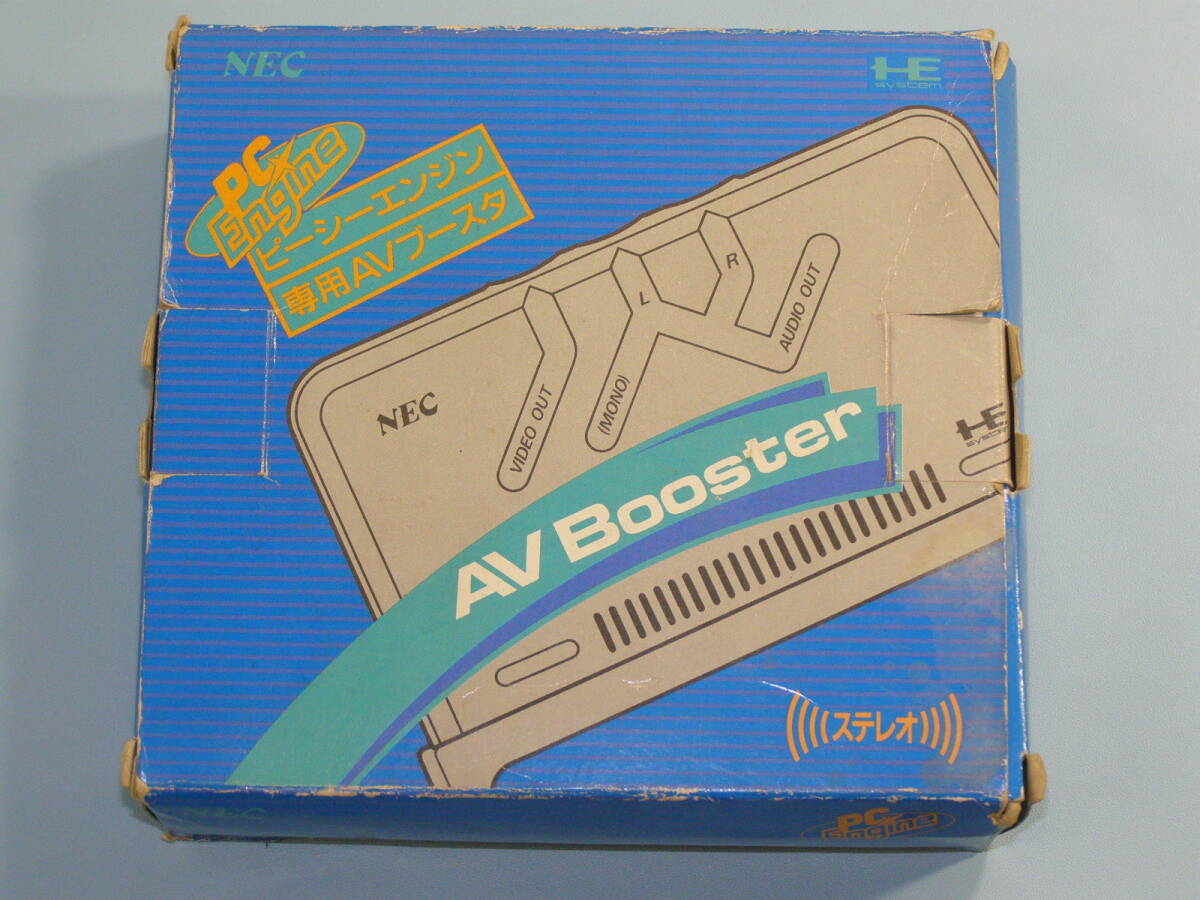 NEC
HE
system
PC
Engine
ピーシーエンジン
専用AVブースタ
L
R
VIDEO OUT
(MONO)
AUDIO OUT
NEC
HE
system
AV Booster
ステレオ
NEC
PC
Engine